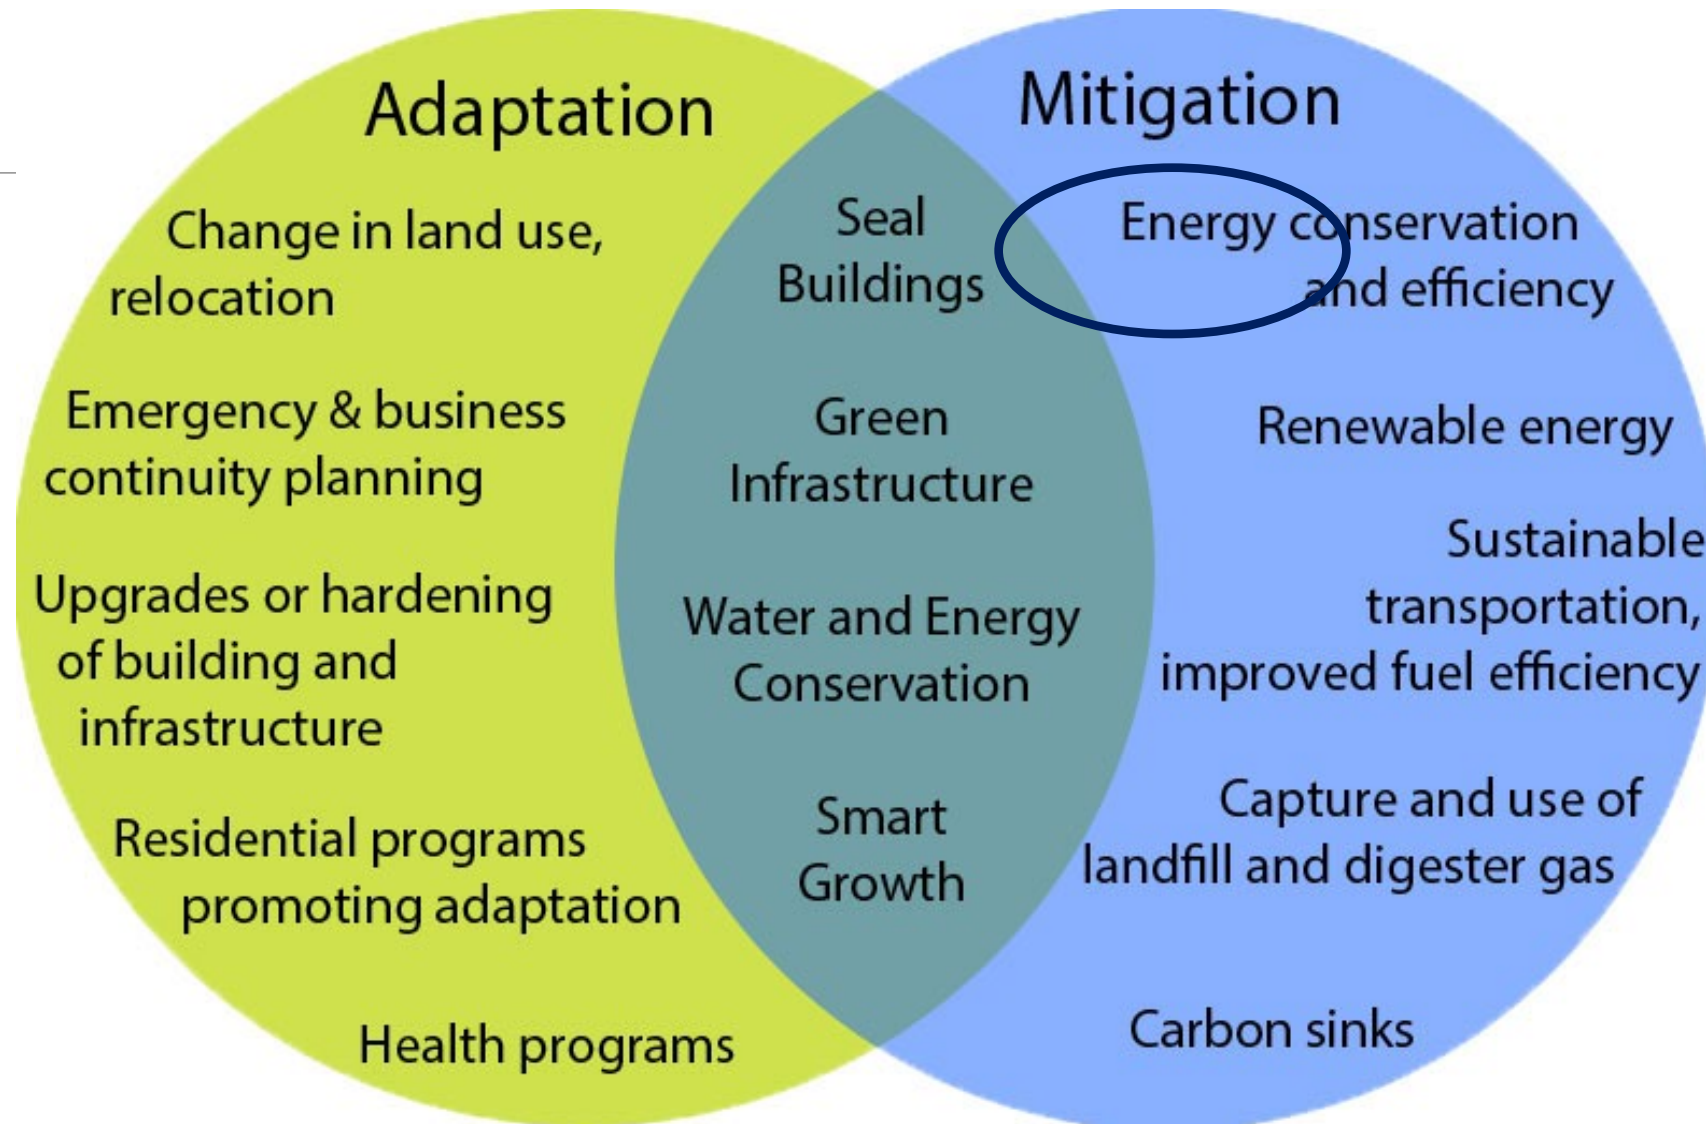 Adaptation
Change in land use,
relocation
Emergency & business
continuity planning
Upgrades or hardening
of building and
infrastructure
Residential programs
promoting adaptation
Health programs
Seal
Buildings
Green
Infrastructure
Water and Energy
Conservation
Smart
Growth
Mitigation
Energy conservation
and efficiency
Renewable energy
Sustainable
transportation,
improved fuel efficiency
Capture and use of
landfill and digester gas
Carbon sinks